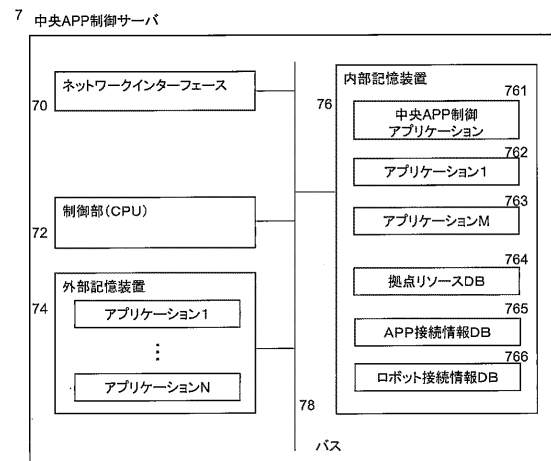 7 中央APP制御サーバ
ネットワークインターフェース
70
制御部(CPU)
72
外部記憶装置
74
アプリケーション1
⋮
アプリケーションN
76
内部記憶装置
761
中央APP制御
アプリケーション
762
アプリケーション1
763
アプリケーションM
764
拠点リソースDB
765
APP接続情報DB
766
ロボット接続情報DB
78
バス